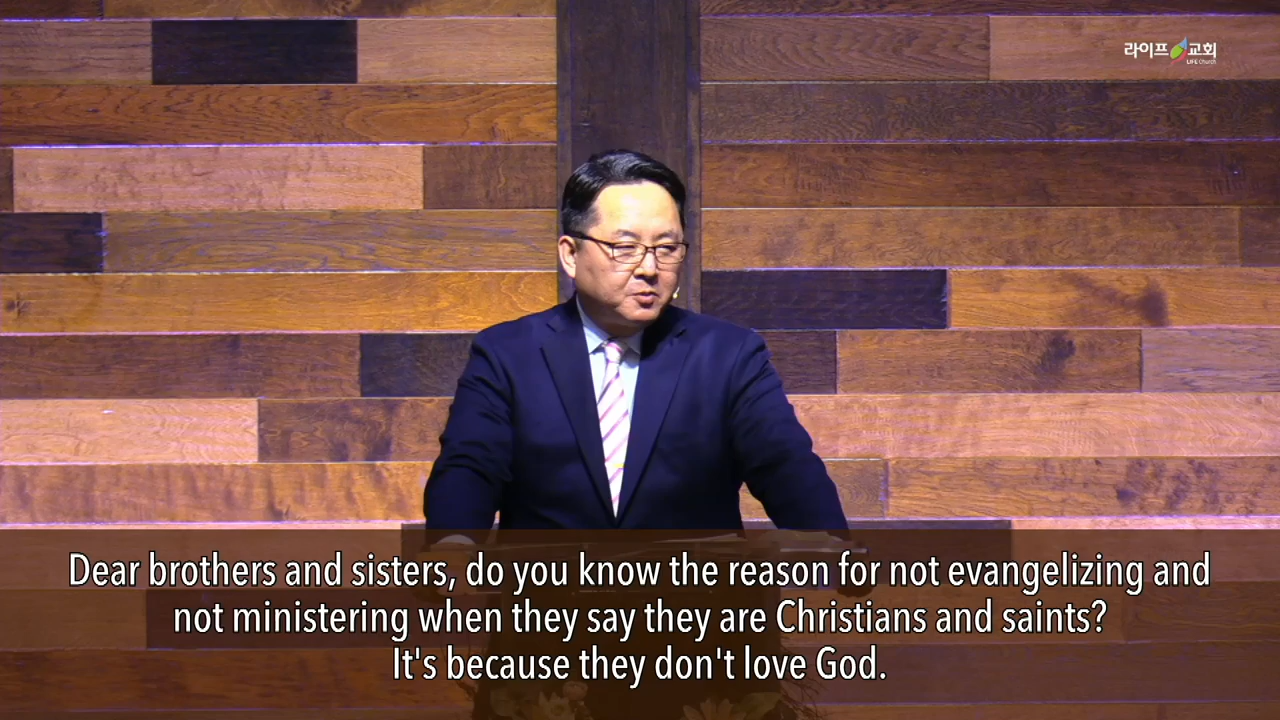 라이프 교회
LIFE Church
Dear brothers and sisters, do you know the reason for not evangelizing and
not ministering when they say they are Christians and saints?
It's because they don't love God.